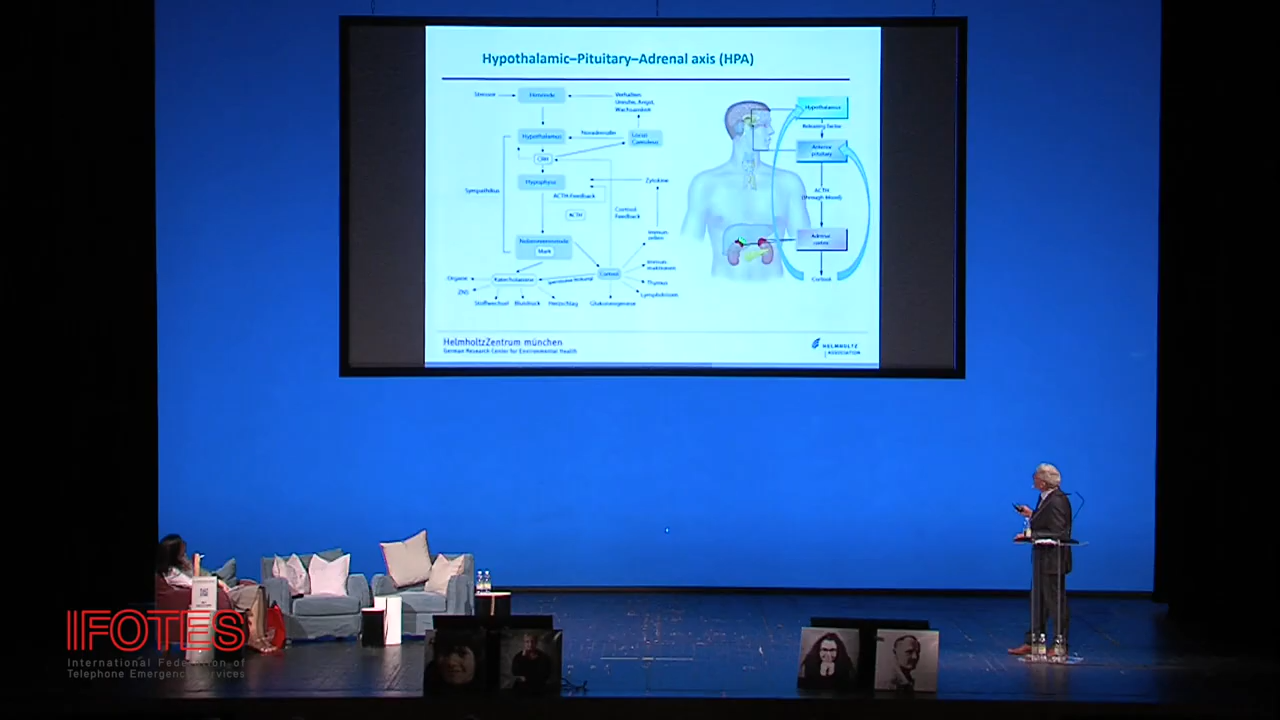 Hypothalamic–Pituitary–Adrenal axis (HPA)
Stressor
Verhalten
Unruhe, Angst,
Wachsamkeit
Hypothalamus
Noradrenalin
Locus
Coeruleus
CRH
Hypophyse
Zytokine
Sympathikus
ACTH-Feedback
ACTH
Cortisol-
Feedback
Immun-
zellen
Mark
Cortisol
Immun-
reaktionen
Organe
Katecholamine
Thymus
ZNS
Stoffwechsel
Blutdruck
Herzschlag
Glukoneogenese
Hypothalamus
Releasing factor
Anterior
pituitary
ACTH
(through blood)
Adrenal
cortex
Cortisol
HelmholtzZentrum münchen
German Research Center for Environmental Health
HELMHOLTZ
ASSOCIATION
IFOTES
International Federation of
Telephone Emergency Services